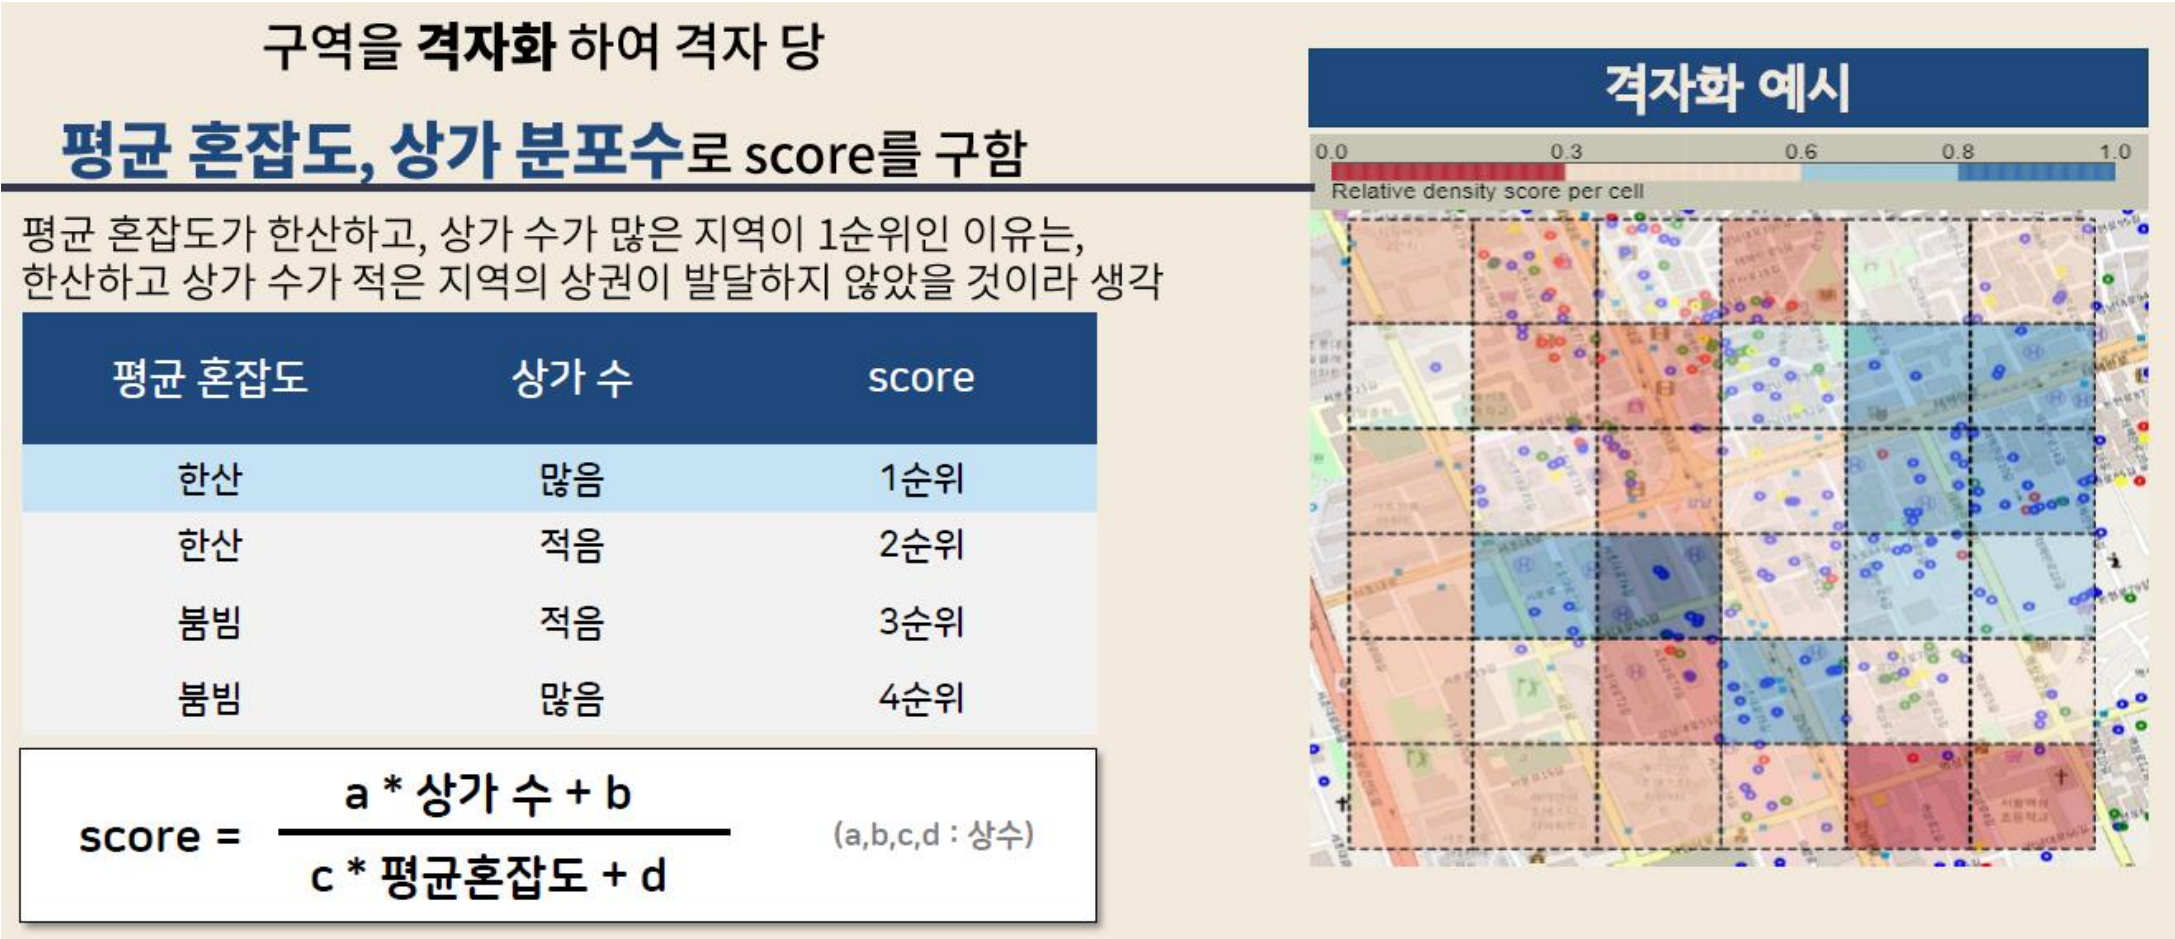 구역을 격자화 하여 격자 당
평균 혼잡도, 상가 분포수로 score를 구함
평균 혼잡도가 한산하고, 상가 수가 많은 지역이 1순위인 이유는,
한산하고 상가 수가 적은 지역의 상권이 발달하지 않았을 것이라 생각
평균 혼잡도 상가 수 score
한산 많음 1순위
한산 적음 2순위
붐빔 적음 3순위
붐빔 많음 4순위
score =
a * 상가 수 + b
c * 평균혼잡도 + d
(a,b,c,d : 상수)
격자화 예시
0.0 0.3 0.6 0.8 1.0
Relative density score per cell